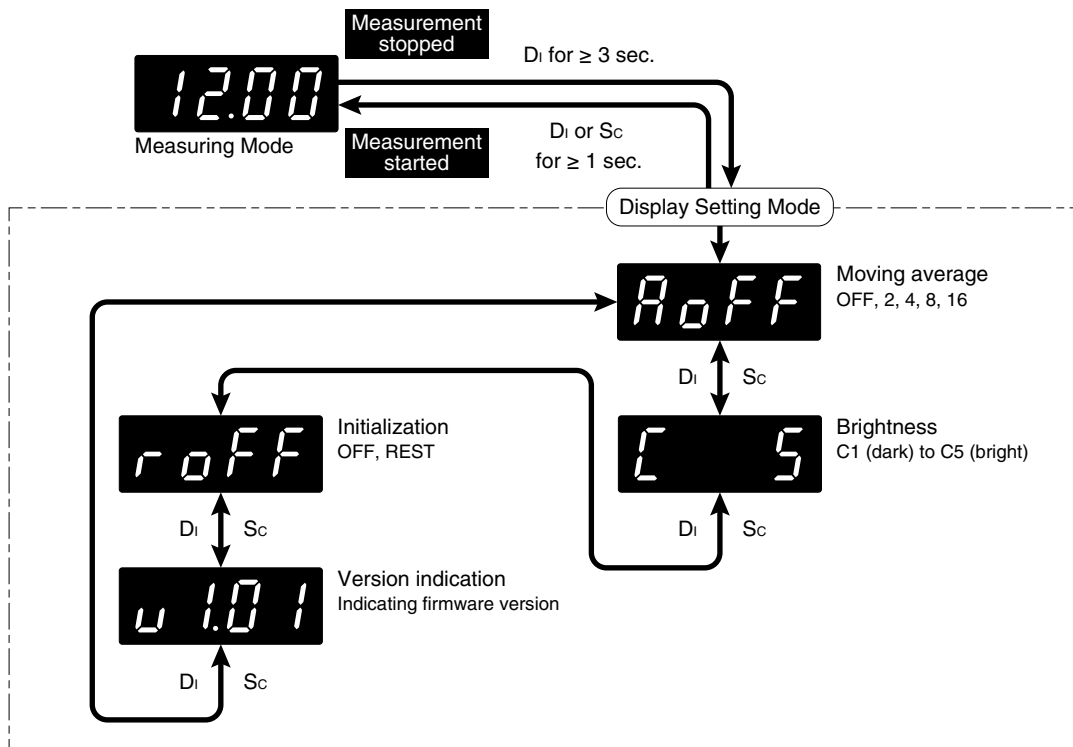 Measurement
stopped
12.00
Measuring Mode
DI for ≥ 3 sec.
Measurement
started
DI or SC
for ≥ 1 sec.
Display Setting Mode
AoFF
Moving average
OFF, 2, 4, 8, 16
DI SC
C 5
Brightness
C1 (dark) to C5 (bright)
DI SC
roFF
Initialization
OFF, REST
DI SC
v 1.01
Version indication
Indicating firmware version
DI SC